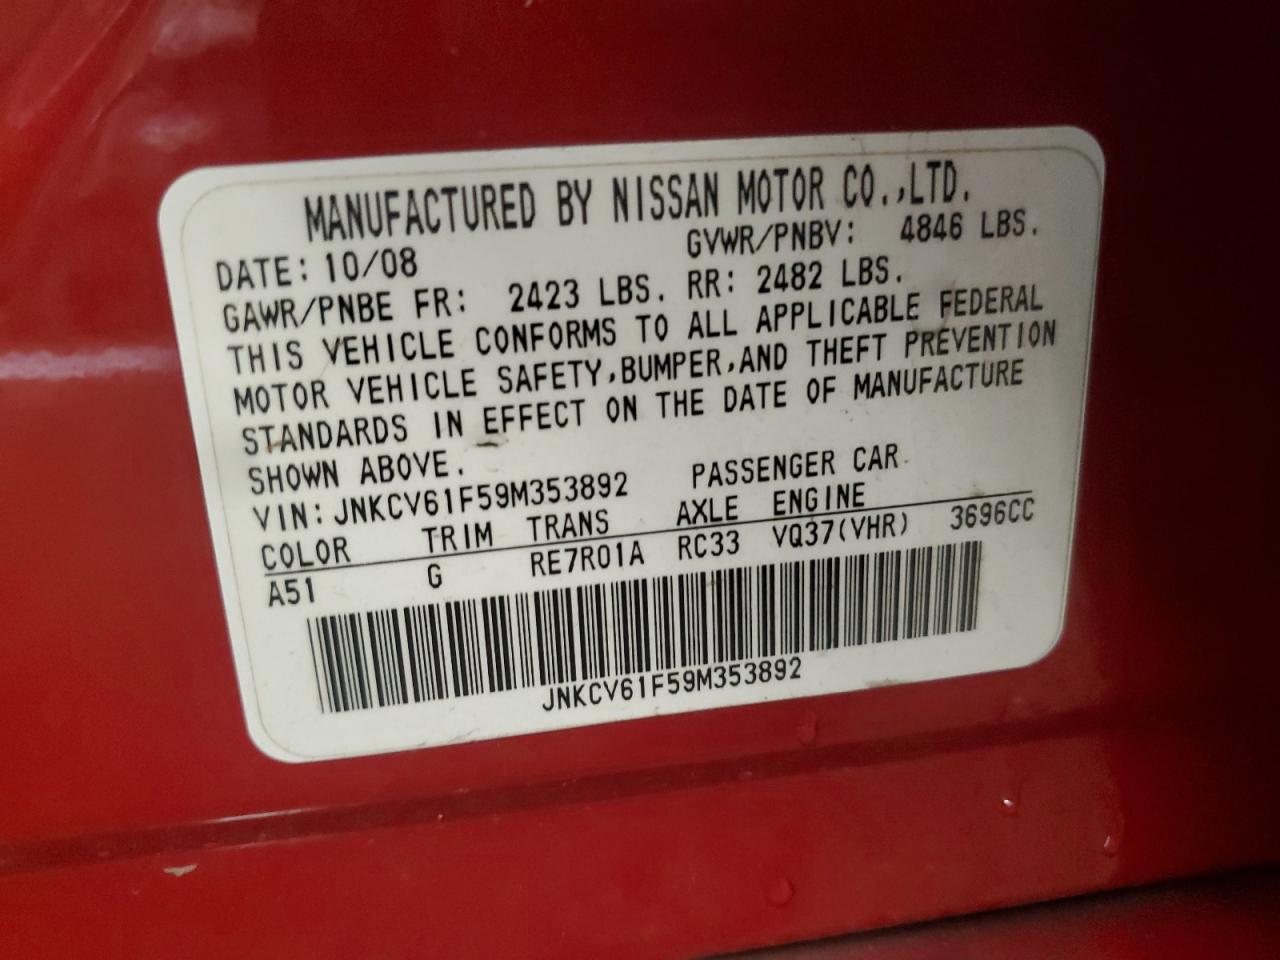 MANUFACTURED BY NISSAN MOTOR CO.,LTD.
DATE: 10/08 GVWR/PNBV: 4846 LBS.
GAWR/PNBE FR: 2423 LBS. RR: 2482 LBS.
THIS VEHICLE CONFORMS TO ALL APPLICABLE FEDERAL
MOTOR VEHICLE SAFETY,BUMPER,AND THEFT PREVENTION
STANDARDS IN EFFECT ON THE DATE OF MANUFACTURE
SHOWN ABOVE.
VIN: JNKCV61F59M353892 PASSENGER CAR
COLOR TRIM TRANS AXLE ENGINE
A51 G RE7R01A RC33 VQ37(VHR) 3696CC
JNKCV61F59M353892